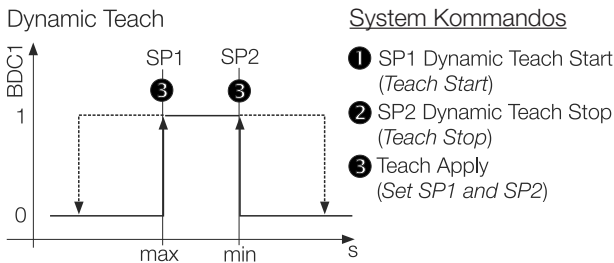 Dynamic Teach
BDC1
SP1 SP2
3 3
1
0
max min s
System Kommandos
1 SP1 Dynamic Teach Start
(Teach Start)
2 SP2 Dynamic Teach Stop
(Teach Stop)
3 Teach Apply
(Set SP1 and SP2)